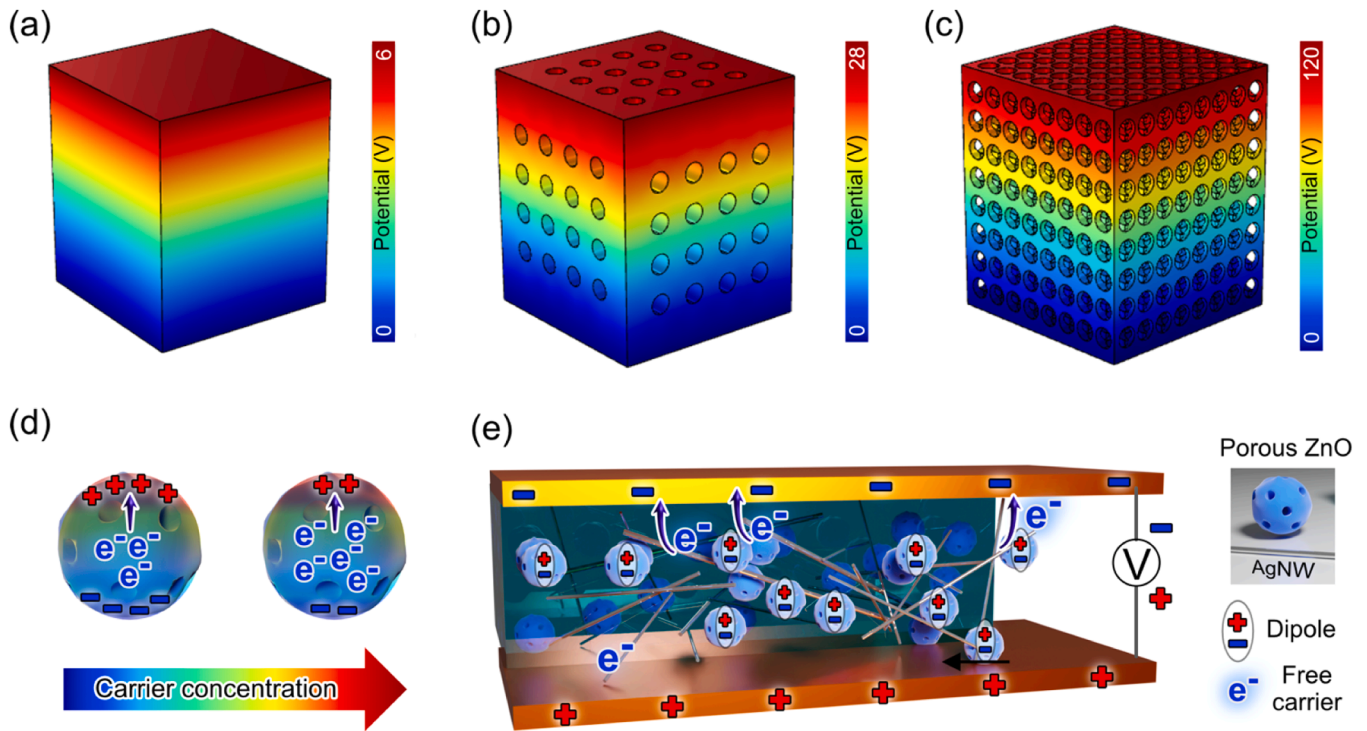 (a)
6
Potential (V)
0
(b)
28
Potential (V)
0
(c)
120
Potential (V)
0
(d)
e⁻ e⁻
e⁻
e⁻ e⁻
e⁻ e⁻
e⁻
Carrier concentration
(e)
e⁻
e⁻
e⁻
e⁻
V
Porous ZnO
AgNW
Dipole
e⁻
Free
carrier